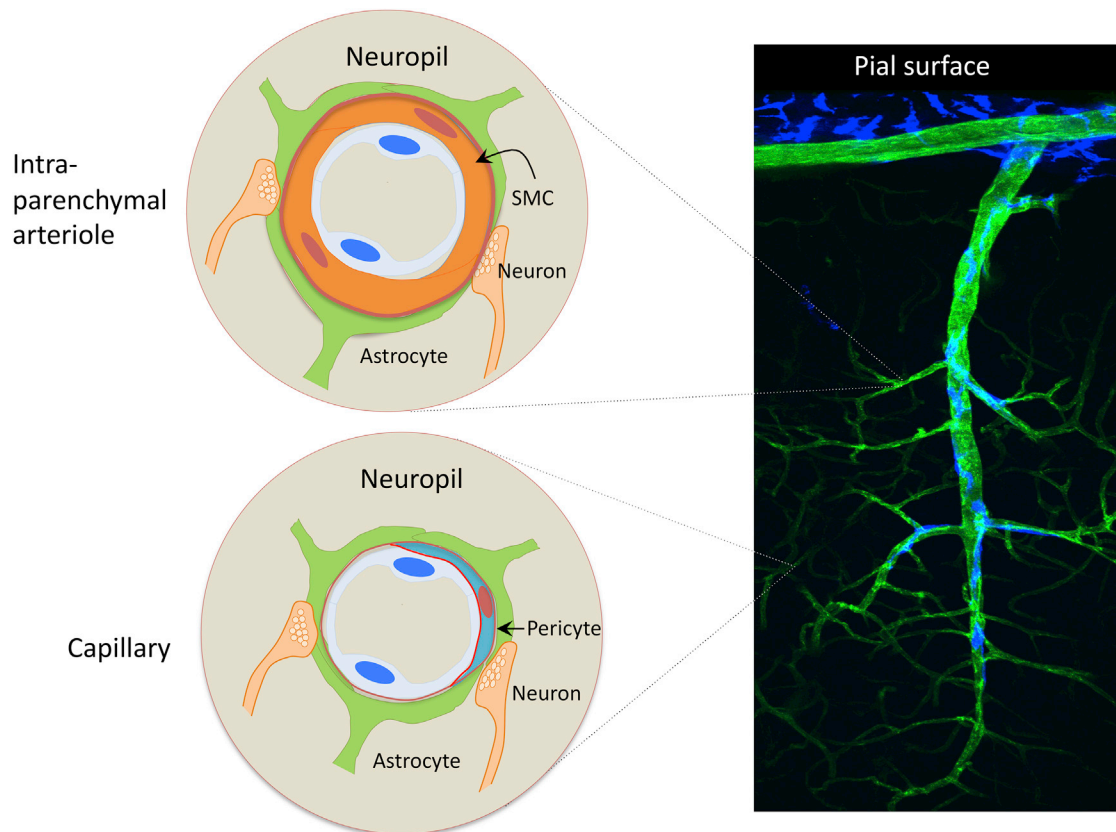 Neuropil
Pial surface
Intra-
parenchymal
arteriole
SMC
Neuron
Astrocyte
Neuropil
Capillary
Pericyte
Neuron
Astrocyte